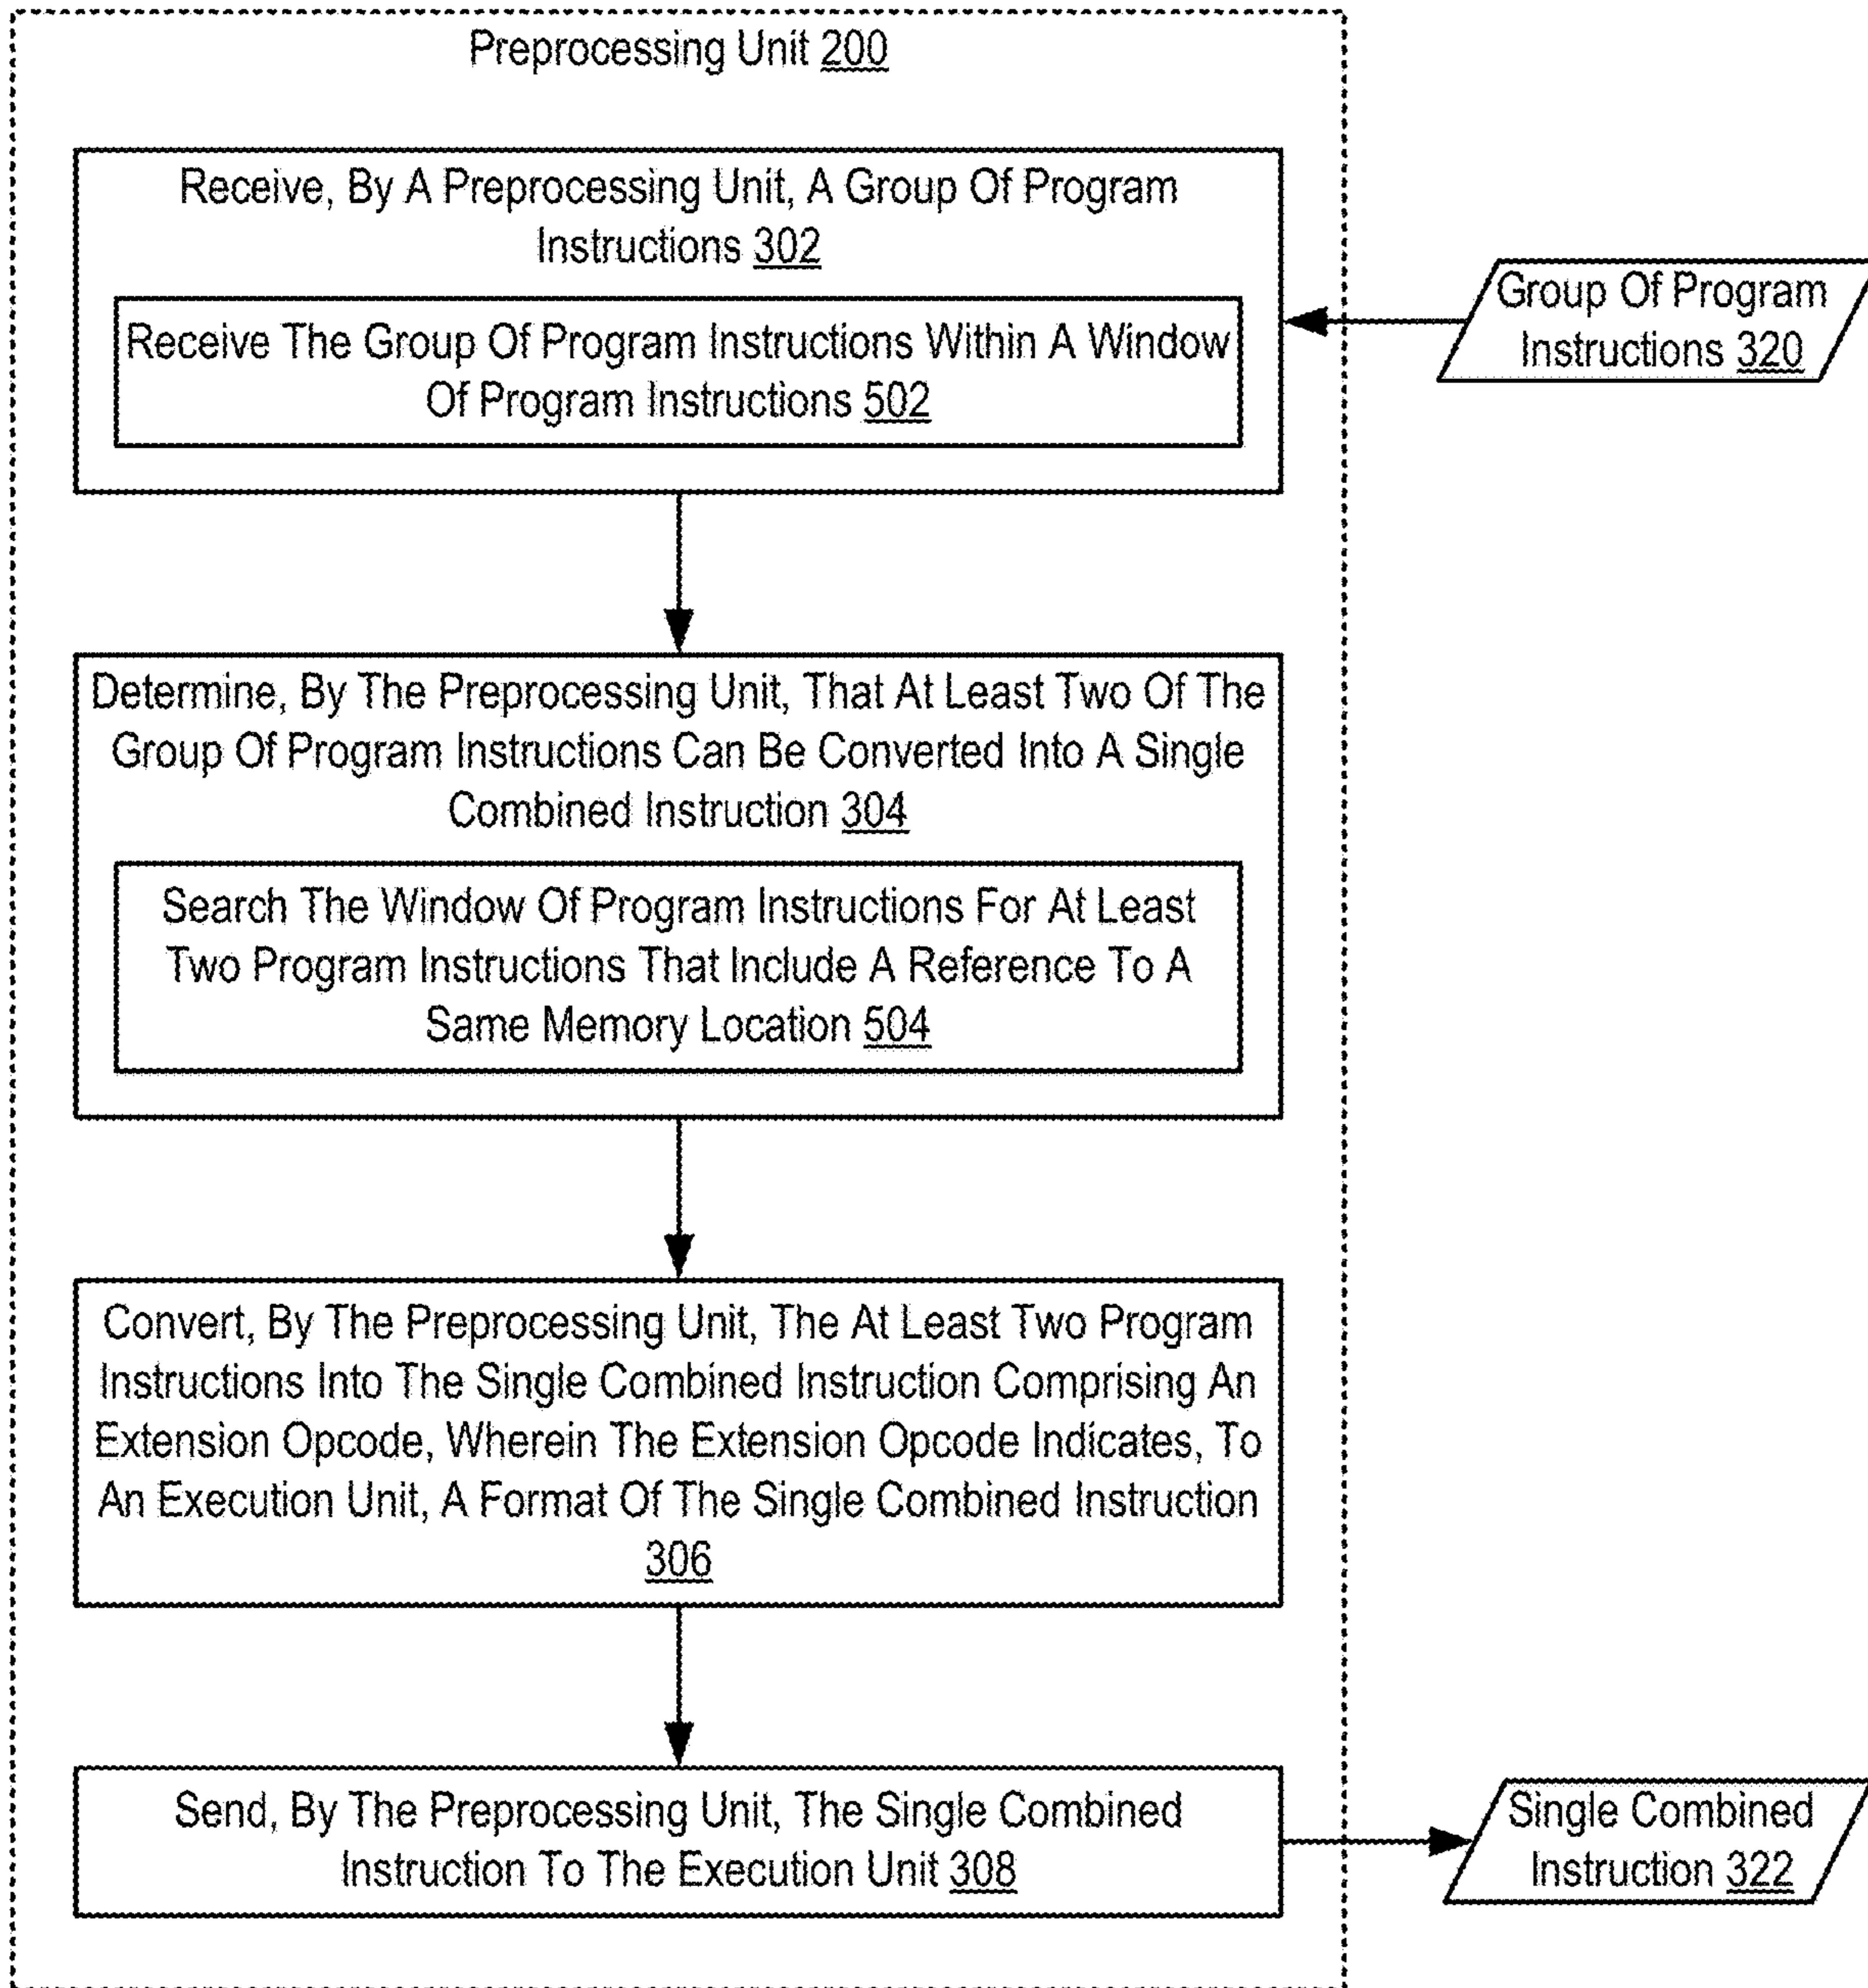 Preprocessing Unit 200
Receive, By A Preprocessing Unit, A Group Of Program
Instructions 302
Receive The Group Of Program Instructions Within A Window
Of Program Instructions 502
Group Of Program
Instructions 320
Determine, By The Preprocessing Unit, That At Least Two Of The
Group Of Program Instructions Can Be Converted Into A Single
Combined Instruction 304
Search The Window Of Program Instructions For At Least
Two Program Instructions That Include A Reference To A
Same Memory Location 504
Convert, By The Preprocessing Unit, The At Least Two Program
Instructions Into The Single Combined Instruction Comprising An
Extension Opcode, Wherein The Extension Opcode Indicates, To
An Execution Unit, A Format Of The Single Combined Instruction
306
Send, By The Preprocessing Unit, The Single Combined
Instruction To The Execution Unit 308
Single Combined
Instruction 322